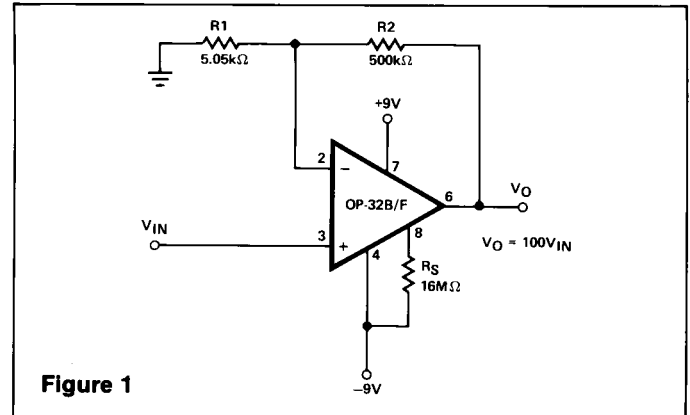 R1
5.05kΩ
R2
500kΩ
+9V
2
−
7
OP-32B/F
6
VO
VIN
3
+
4
8
VO = 100VIN
RS
16MΩ
−9V
Figure 1